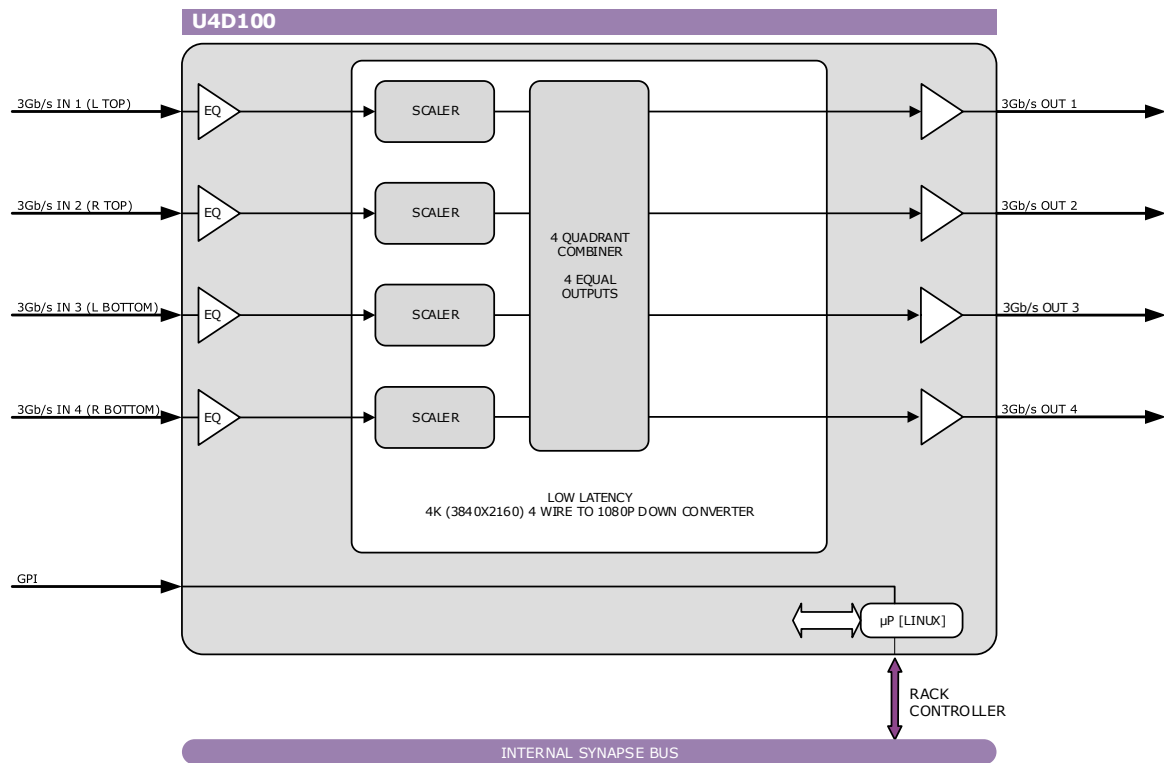 U4D100
3Gb/s IN 1 (L TOP)
EQ
SCALER
3Gb/s OUT 1
3Gb/s IN 2 (R TOP)
EQ
SCALER
3Gb/s OUT 2
4 QUADRANT
COMBINER
4 EQUAL
OUTPUTS
3Gb/s IN 3 (L BOTTOM)
EQ
SCALER
3Gb/s OUT 3
3Gb/s IN 4 (R BOTTOM)
EQ
SCALER
3Gb/s OUT 4
LOW LATENCY
4K (3840X2160) 4 WIRE TO 1080P DOWN CONVERTER
GPI
µP [LINUX]
RACK
CONTROLLER
INTERNAL SYNAPSE BUS